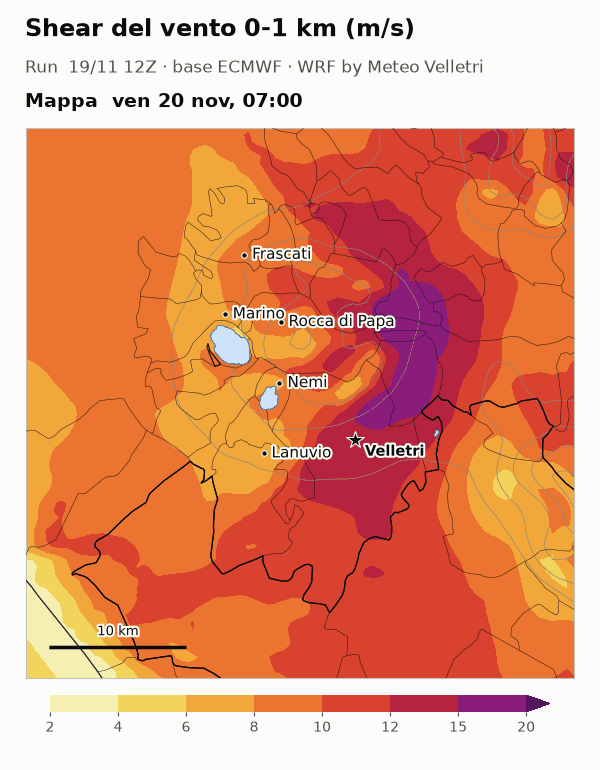 Shear del vento 0-1 km (m/s)
Run  19/11 12Z · base ECMWF · WRF by Meteo Velletri
Mappa  ven 20 nov, 07:00
Frascati
Marino
Rocca di Papa
Nemi
Lanuvio
Velletri
10 km
2 4 6 8 10 12 15 20